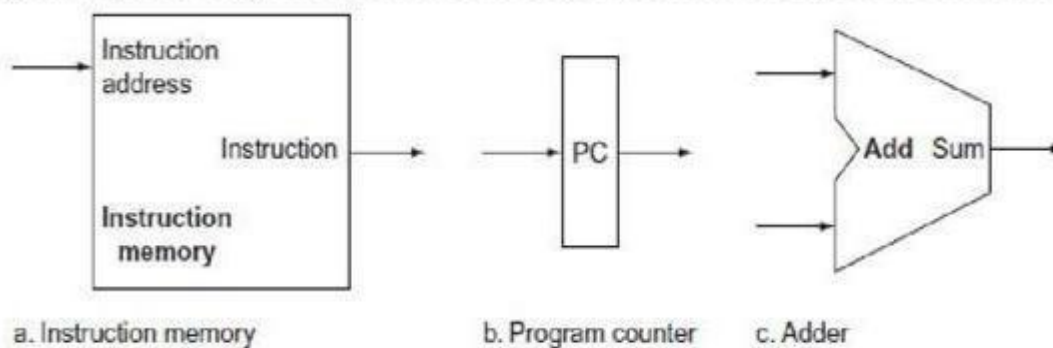 Instruction
address
Instruction
Instruction
memory
PC
Add Sum
a. Instruction memory
b. Program counter
c. Adder